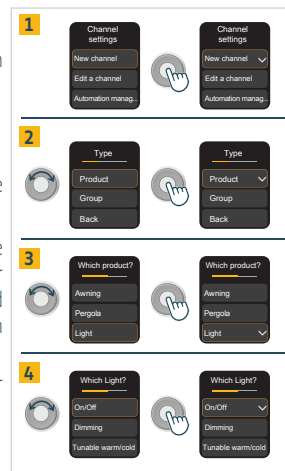 1
Channel
settings
New channel
Edit a channel
Automation manag...
Channel
settings
New channel
Edit a channel
Automation manag...
2
Type
Product
Group
Back
Type
Product
Group
Back
3
Which product?
Awning
Pergola
Light
Which product?
Awning
Pergola
Light
4
Which Light?
On/Off
Dimming
Tunable warm/cold
Which Light?
On/Off
Dimming
Tunable warm/cold